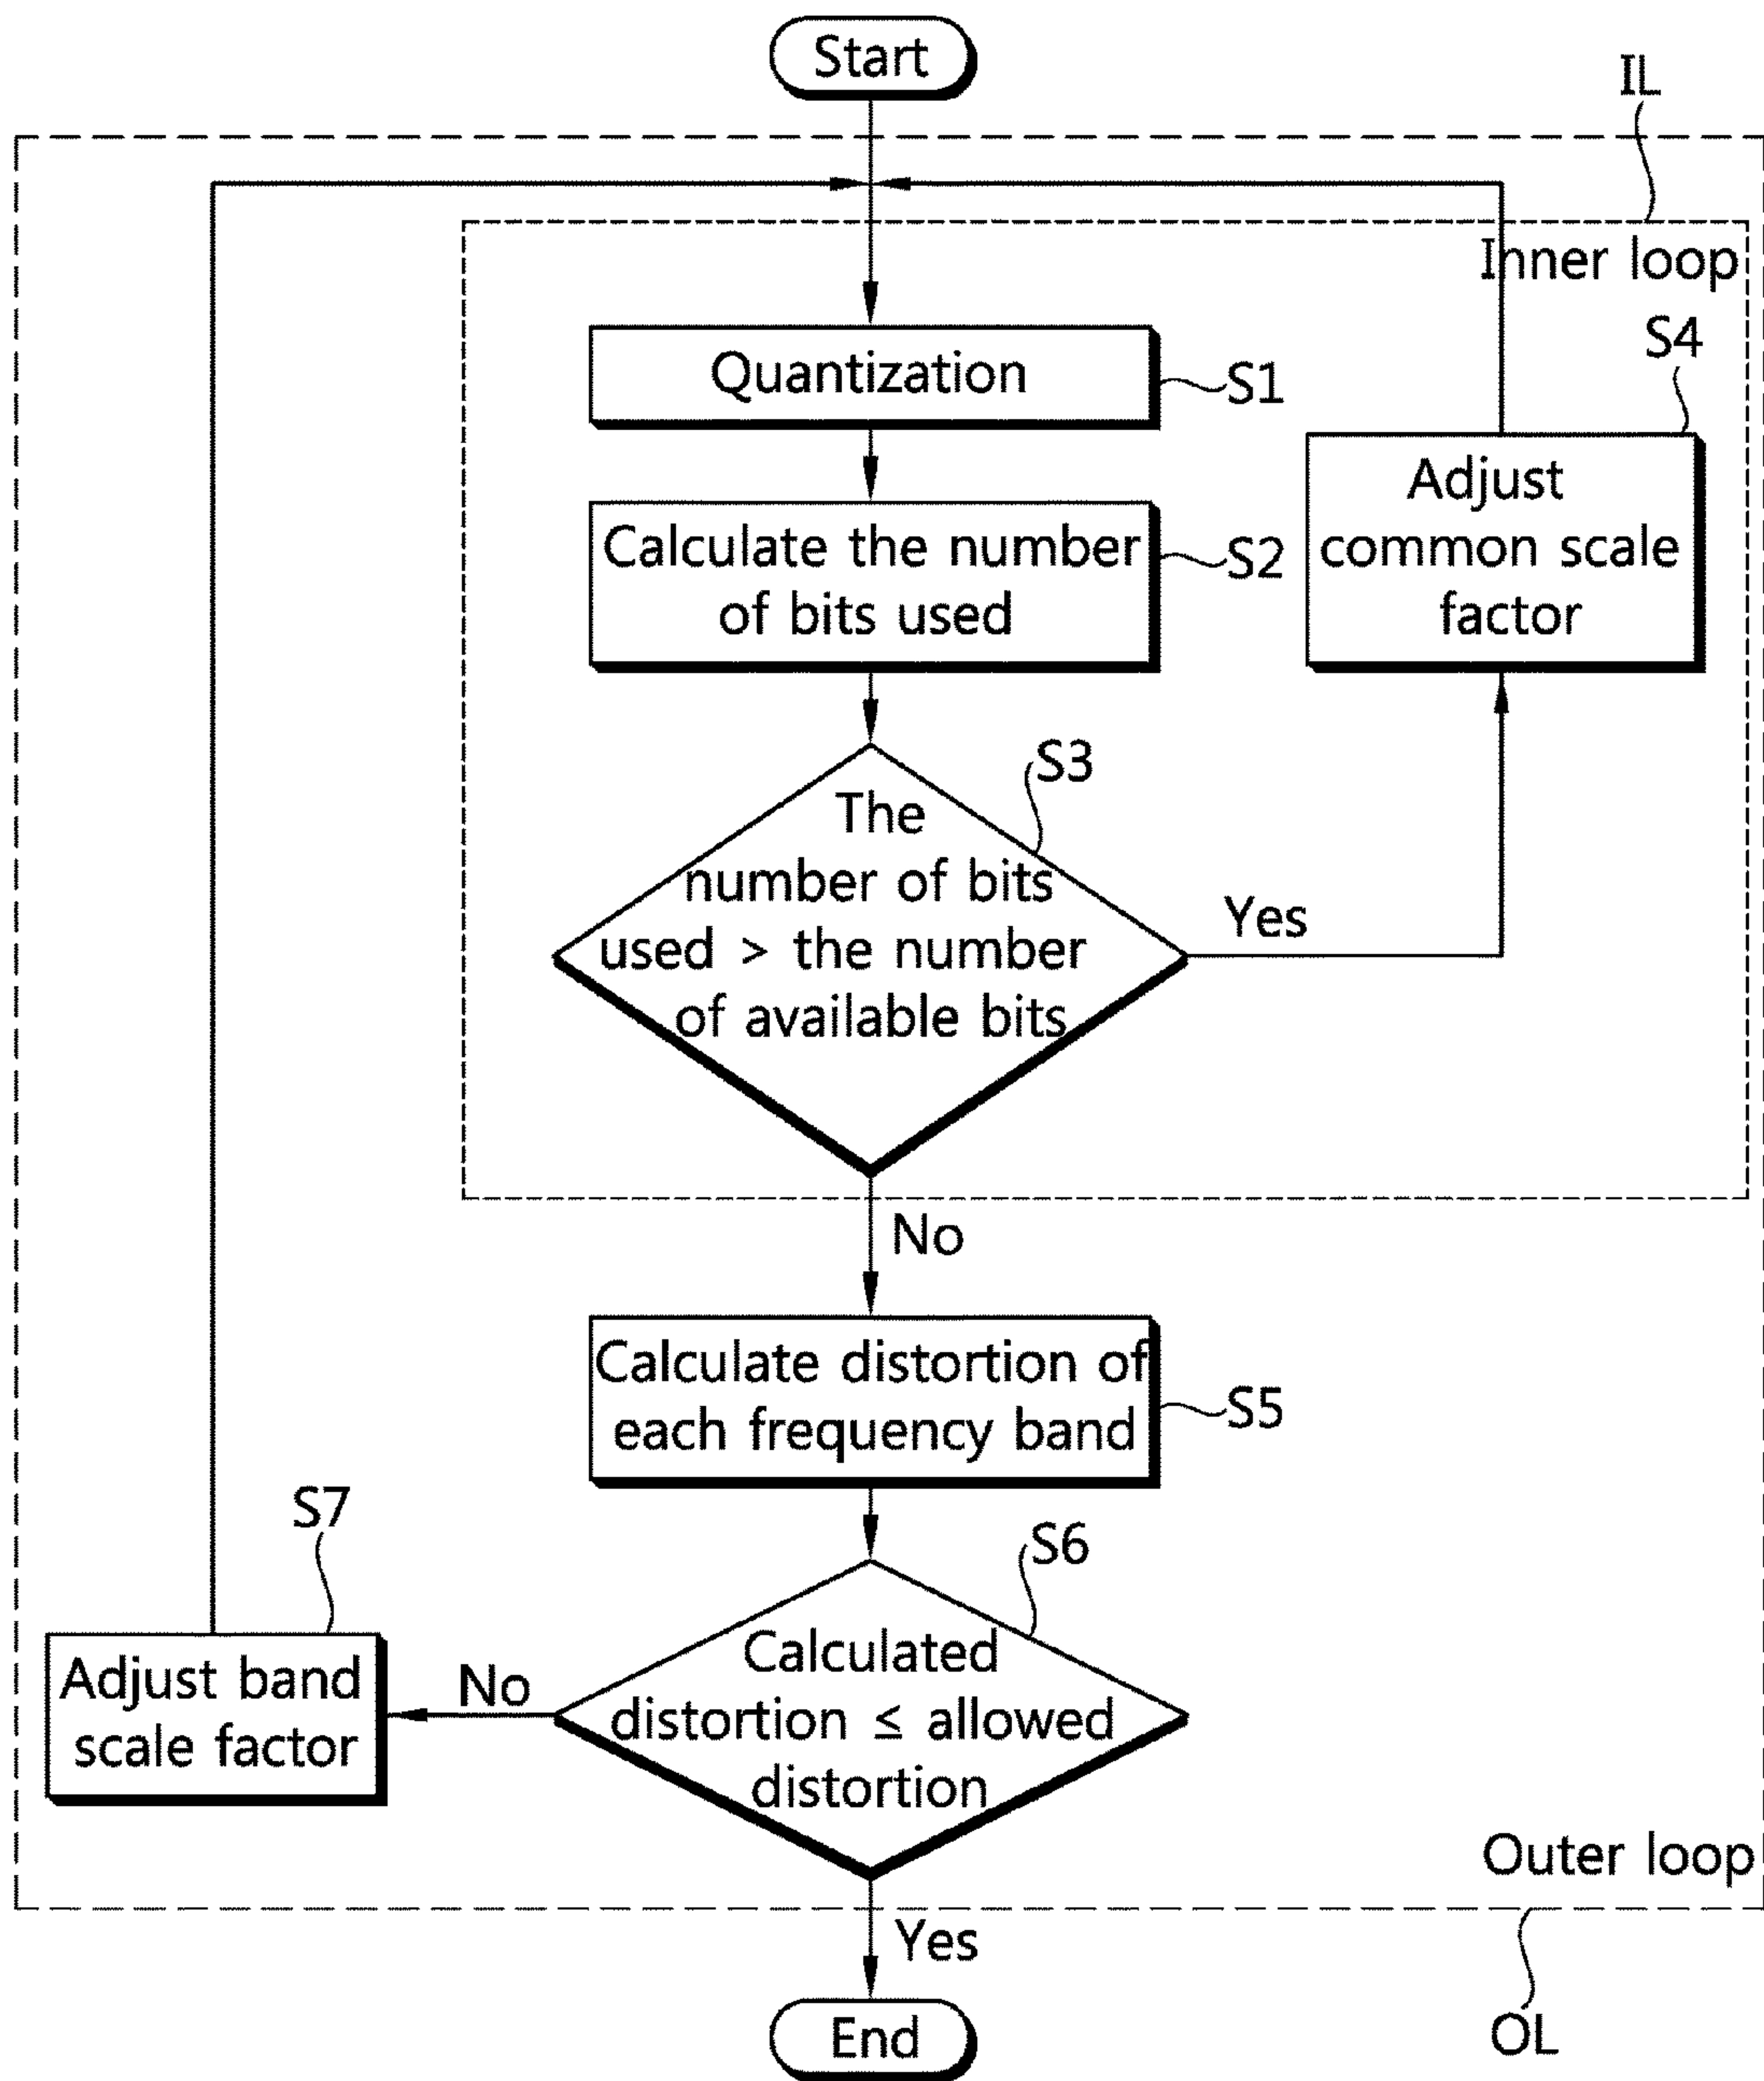 Start
IL
Inner loop
Quantization
S1
S4
Adjust
common scale
factor
Calculate the number
of bits used
S2
S3
The
number of bits
used > the number
of available bits
Yes
No
Calculate distortion of
each frequency band
S5
S7
S6
Adjust band
scale factor
No
Calculated
distortion ≤ allowed
distortion
Outer loop
Yes
End
OL